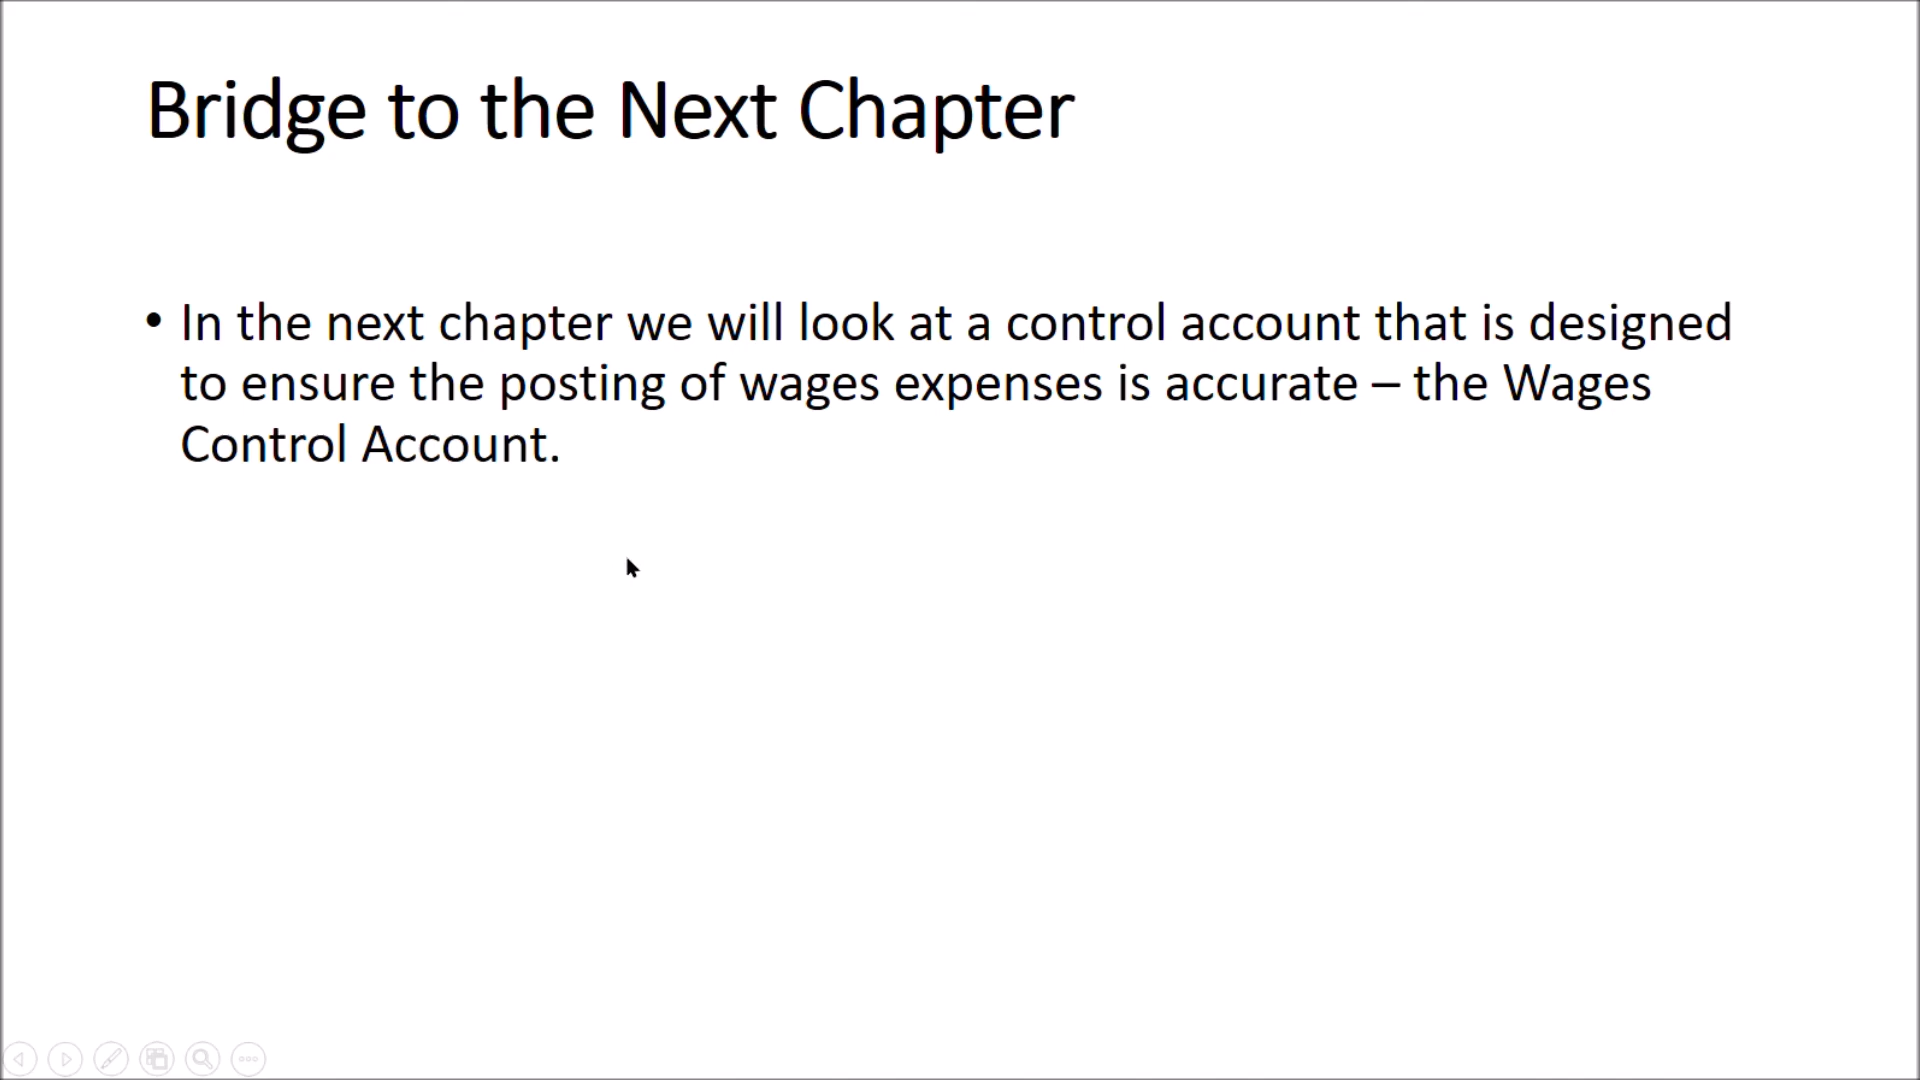 Bridge to the Next Chapter
• In the next chapter we will look at a control account that is designed
to ensure the posting of wages expenses is accurate – the Wages
Control Account.